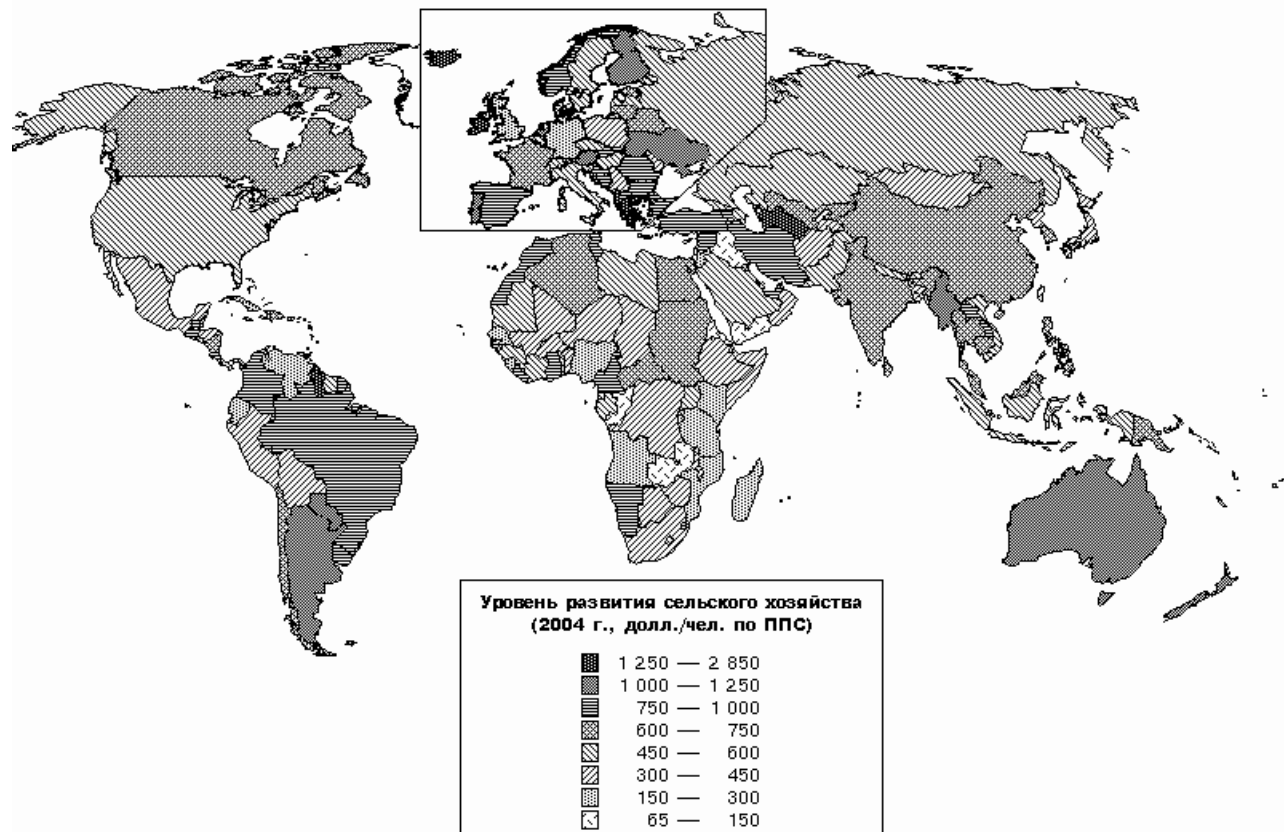 Уровень развития сельского хозяйства
(2004 г., долл./чел. по ППС)
1 250 — 2 850
1 000 — 1 250
750 — 1 000
600 — 750
450 — 600
300 — 450
150 — 300
65 — 150